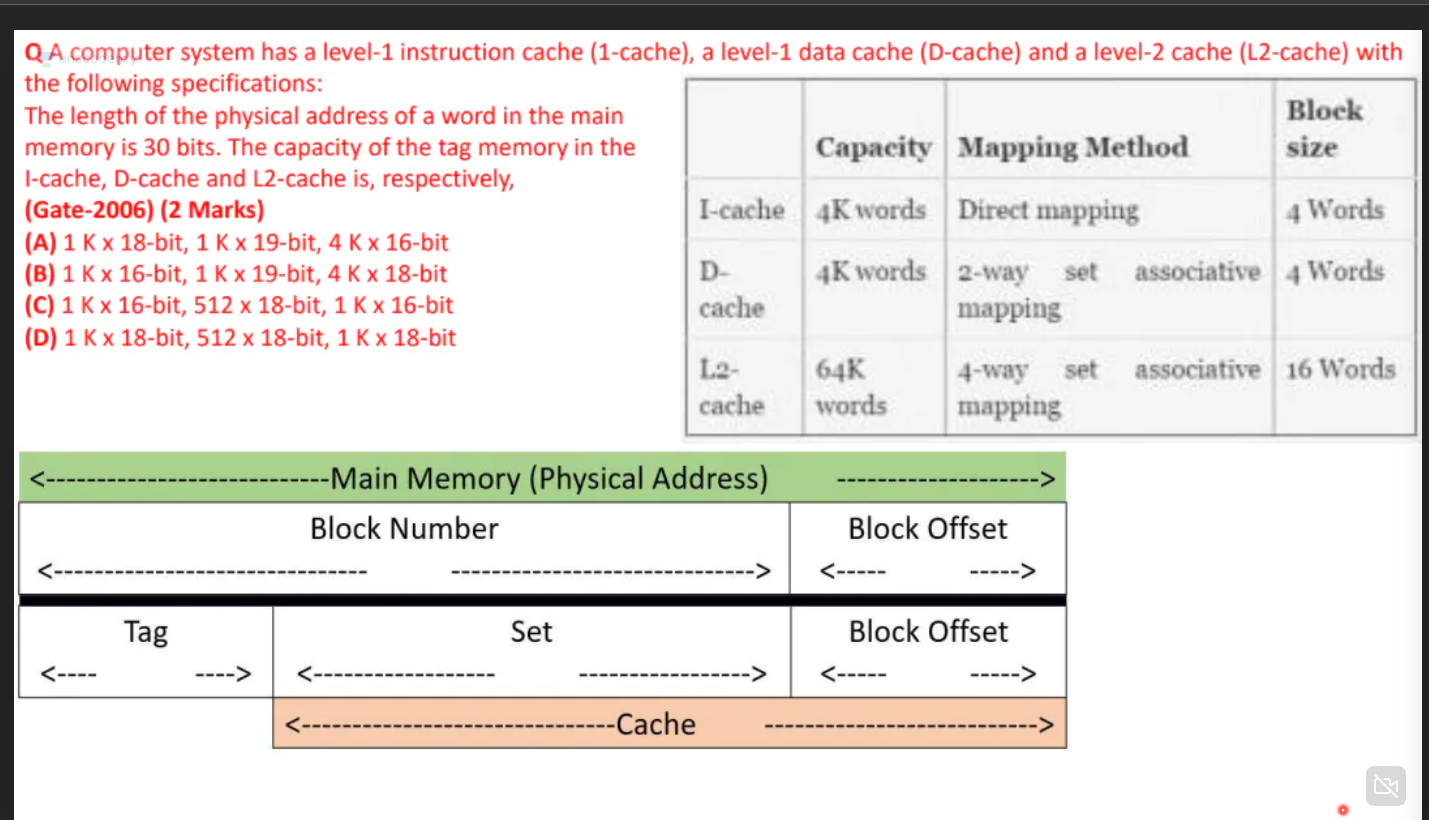 Q A computer system has a level-1 instruction cache (1-cache), a level-1 data cache (D-cache) and a level-2 cache (L2-cache) with
the following specifications:
The length of the physical address of a word in the main
memory is 30 bits. The capacity of the tag memory in the
I-cache, D-cache and L2-cache is, respectively,
(Gate-2006) (2 Marks)
(A) 1 K x 18-bit, 1 K x 19-bit, 4 K x 16-bit
(B) 1 K x 16-bit, 1 K x 19-bit, 4 K x 18-bit
(C) 1 K x 16-bit, 512 x 18-bit, 1 K x 16-bit
(D) 1 K x 18-bit, 512 x 18-bit, 1 K x 18-bit
Block
Capacity Mapping Method size
I-cache 4K words Direct mapping 4 Words
D- 4K words 2-way set associative 4 Words
cache mapping
L2- 64K 4-way set associative 16 Words
cache words mapping
<----------------------------Main Memory (Physical Address) -------------------->
Block Number Block Offset
<------------------------------- ------------------------------> <----- ----->
Tag Set Block Offset
<---- ----> <------------------ -----------------> <----- ----->
<--------------------------------Cache ---------------------------->